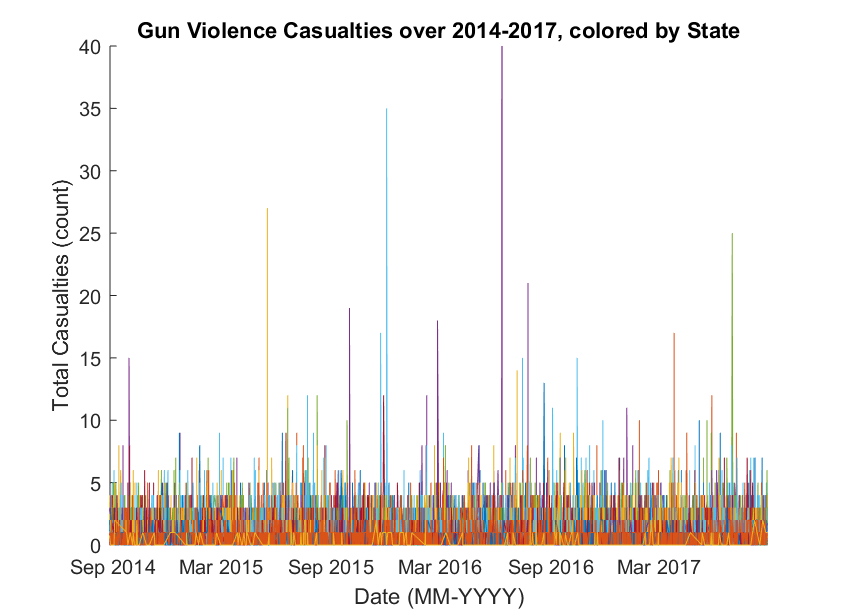 Gun Violence Casualties over 2014-2017, colored by State
Total Casualties (count)
40
35
30
25
20
15
10
5
0
Sep 2014 Mar 2015 Sep 2015 Mar 2016 Sep 2016 Mar 2017
Date (MM-YYYY)